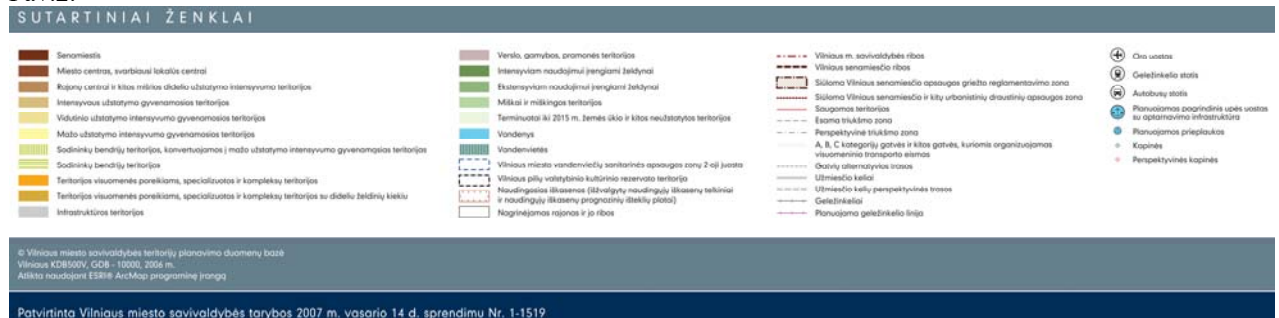 SUTARTINIAI ŽENKLAI
Senamiestis
Miesto centras, svarbiausi lokalūs centrai
Rajonų centrai ir kitos mišrios didelio užstatymo intensyvumo teritorijos
Intensyvaus užstatymo gyvenamosios teritorijos
Vidutinio užstatymo intensyvumo gyvenamosios teritorijos
Mažo užstatymo intensyvumo gyvenamosios teritorijos
Sodininkų bendrijų teritorijos, konvertuojamos į mažo užstatymo intensyvumo gyvenamąsias teritorijas
Sodininkų bendrijų teritorijos
Teritorijos visuomenės poreikiams, specializuotos ir kompleksų teritorijos
Teritorijos visuomenės poreikiams, specializuotos ir kompleksų teritorijos su dideliu želdinių kiekiu
Infrastruktūros teritorijos
Verslo, gamybos, pramonės teritorijos
Intensyviam naudojimui įrengiami želdynai
Ekstensyviam naudojimui įrengiami želdynai
Miškai ir miškingos teritorijos
Terminuotai iki 2015 m. žemės ūkio ir kitos neužstatytos teritorijos
Vandenys
Vandenvietės
Vilniaus miesto vandenviečių sanitarinės apsaugos zonų 2-oji juosta
Vilniaus pilių valstybinio kultūrinio rezervato teritorija
Naudingosios iškasenos (išžvalgytų naudingųjų iškasenų telkiniai
ir naudingųjų iškasenų prognozinių išteklių plotai)
Nagrinėjamas rajonas ir jo ribos
Vilniaus m. savivaldybės ribos
Vilniaus senamiesčio ribos
Siūloma Vilniaus senamiesčio apsaugos griežto reglamentavimo zona
Siūloma Vilniaus senamiesčio ir kitų urbanistinių draustinių apsaugos zona
Saugomos teritorijos
Esama triukšmo zona
Perspektyvinė triukšmo zona
A, B, C kategorijų gatvės ir kitos gatvės, kuriomis organizuojamas
visuomeninio transporto eismas
Gatvių alternatyvios trasos
Užmiesčio keliai
Užmiesčio kelių perspektyvinės trasos
Geležinkeliai
Planuojama geležinkelio linija
Oro uostas
Geležinkelio stotis
Autobusų stotis
Planuojamas pagrindinis upės uostas
su aptarnavimo infrastruktūra
Planuojamos prieplaukos
Kapinės
Perspektyvinės kapinės
© Vilniaus miesto savivaldybės teritorijų planavimo duomenų bazė
Vilniaus KDB500V, GDB - 10000, 2006 m.
Atlikta naudojant ESRI® ArcMap programinę įrangą
Patvirtinta Vilniaus miesto savivaldybės tarybos 2007 m. vasario 14 d. sprendimu Nr. 1-1519